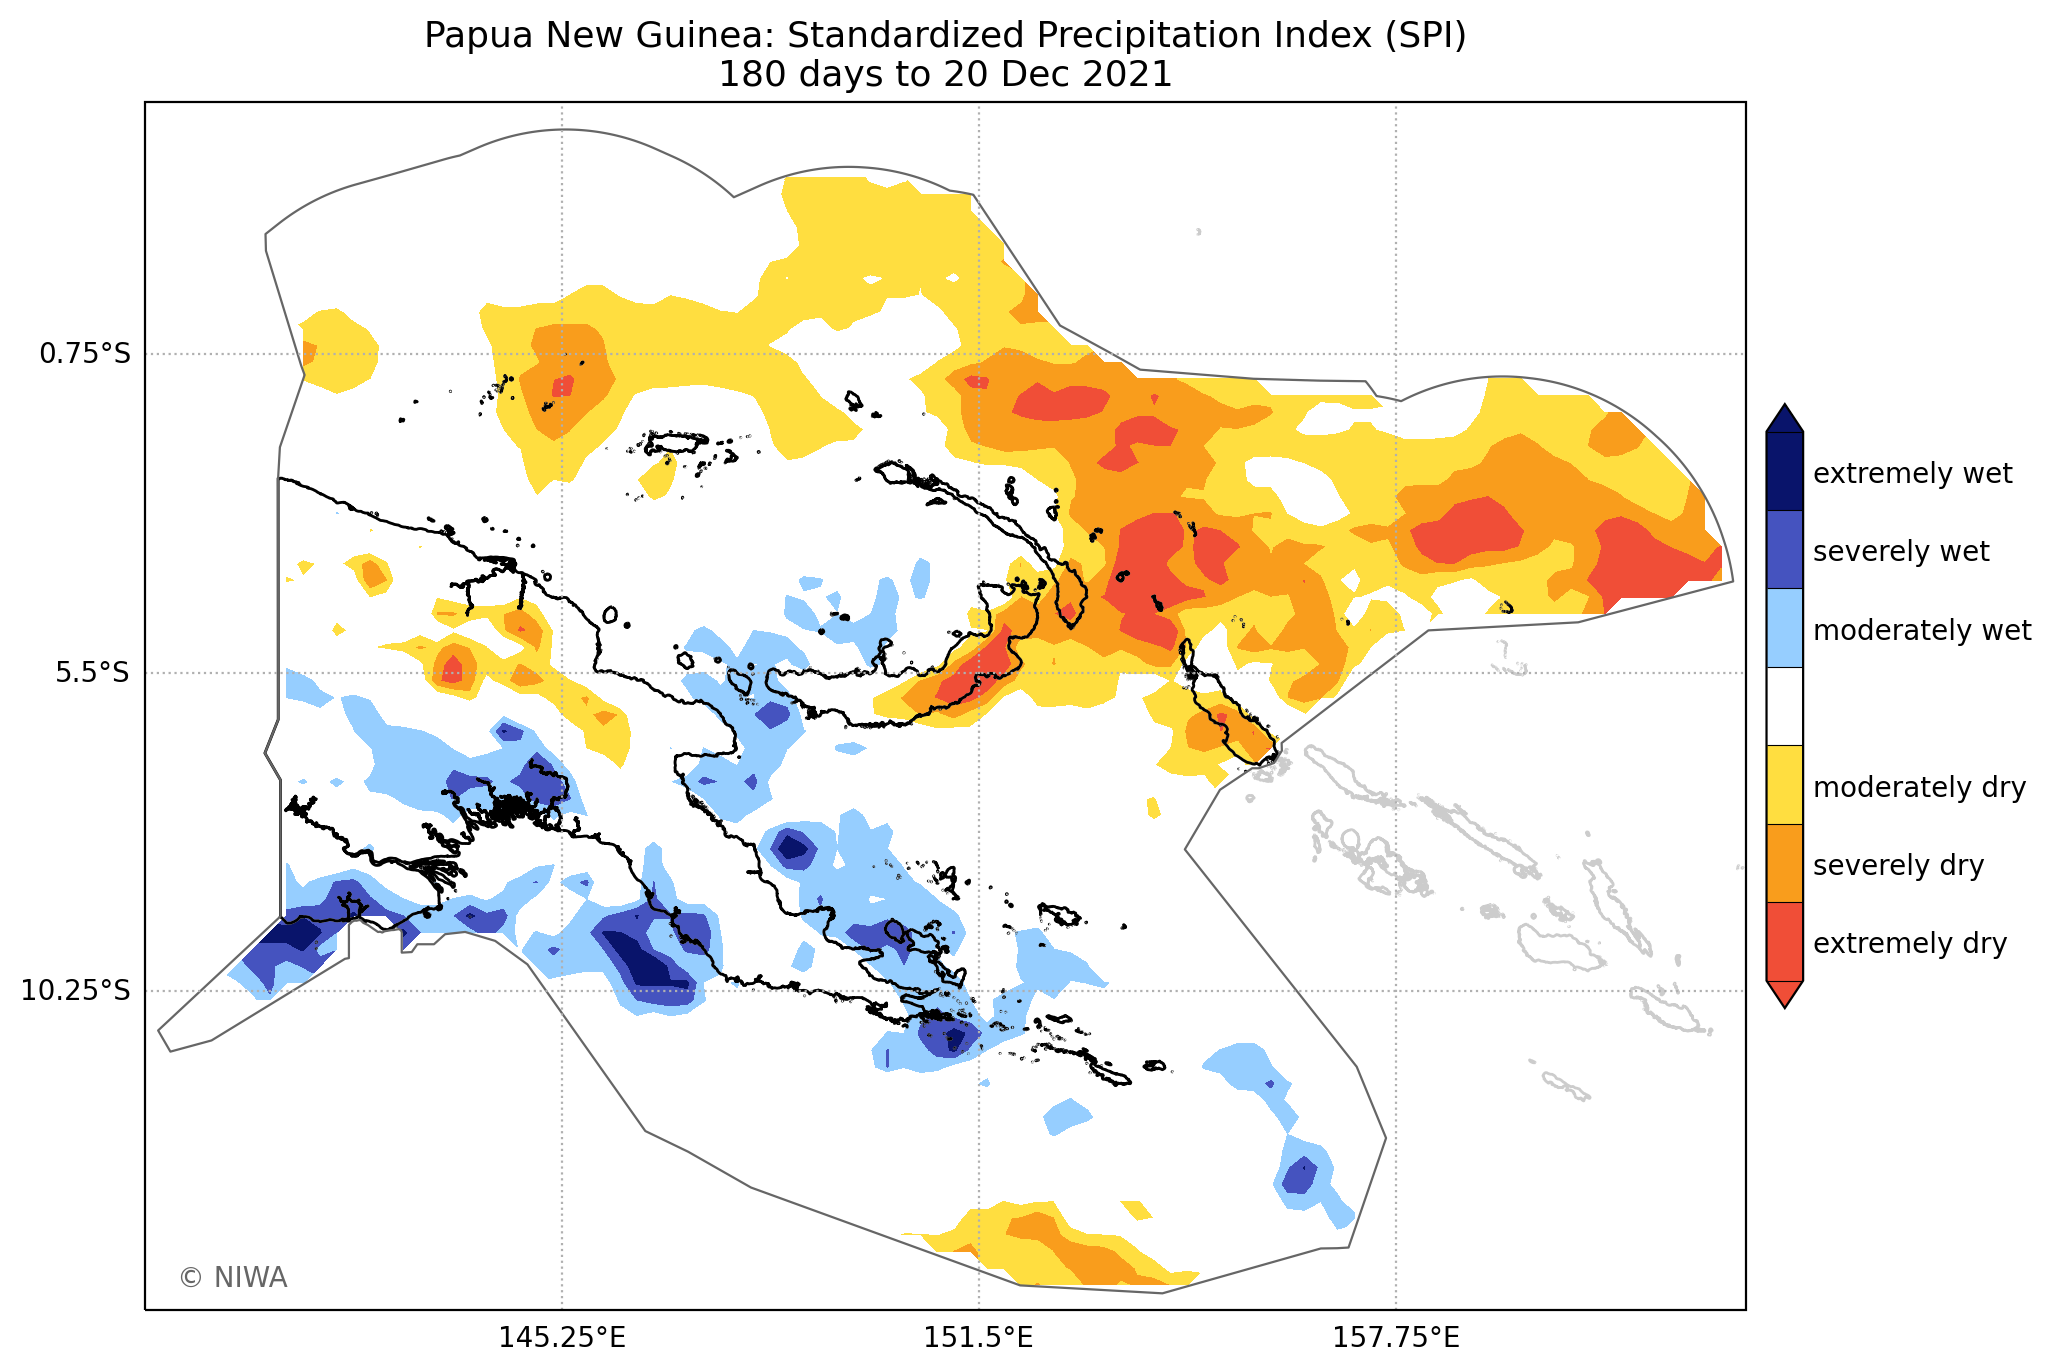 Papua New Guinea: Standardized Precipitation Index (SPI)
180 days to 20 Dec 2021
0.75°S
5.5°S
10.25°S
145.25°E
151.5°E
157.75°E
extremely wet
severely wet
moderately wet
moderately dry
severely dry
extremely dry
© NIWA